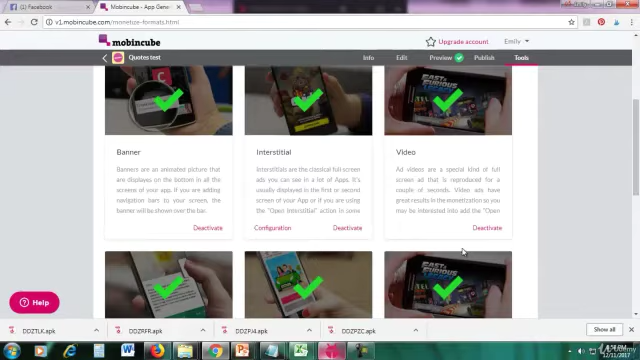 Facebook
Mobincube - App Gener
Emily
v1.mobincube.com/monetize-formats.html
mobincube
Upgrade account
Emily
Quotes test
Info
Edit
Preview
Publish
Tools
Banner
Interstitial
Video
Banners are an animated picture that
are displayed on the bottom in all the
screens of your app. If you are adding
navigation bars to your screen, the
banner will be shown over the bar.
Interstitials are the classical full-screen
ads you can see in a lot of Apps. It's
usually displayed in the first or second
screen of your App or if you are using
the "Open Interstitial" action in some
Ad videos are a special kind of full
screen ad that is reproduced for a
couple of seconds. Video ads have
great results in the monetization so you
may be interested into add the "Open
Deactivate
Configuration
Deactivate
Deactivate
Help
DDZTLK.apk
DDZRFR.apk
DDZPJ4.apk
DDZPZC.apk
Show all
12/11/2017